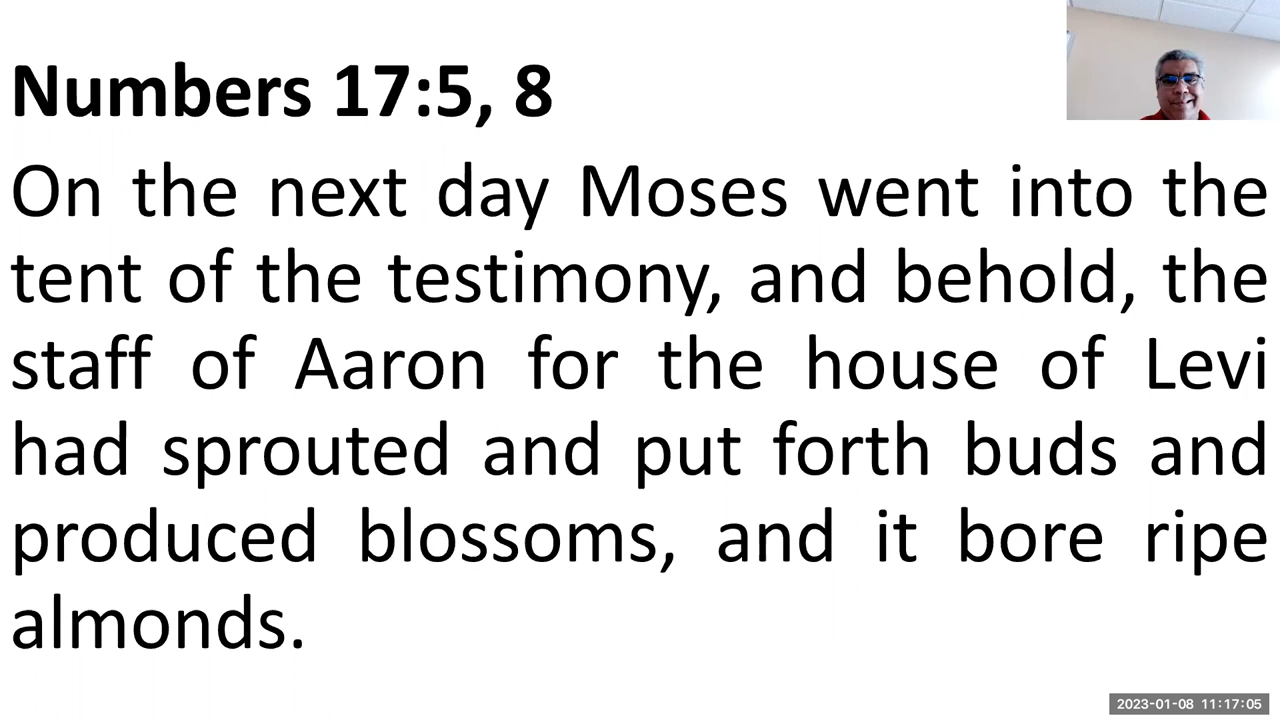 Numbers 17:5, 8
On the next day Moses went into the
tent of the testimony, and behold, the
staff of Aaron for the house of Levi
had sprouted and put forth buds and
produced blossoms, and it bore ripe
almonds.
2023-01-08 11:17:05